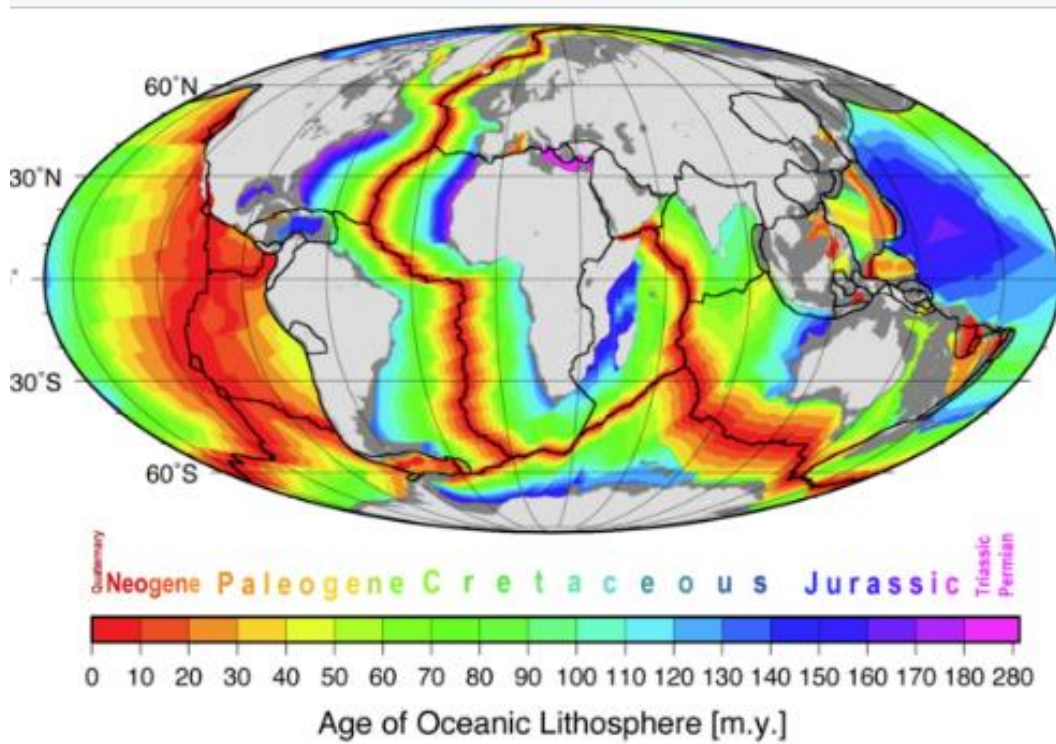 60°N
30°N
°
30°S
60°S
Quaternary Neogene Paleogene Cretaceous Jurassic Triassic Permian
0 10 20 30 40 50 60 70 80 90 100 110 120 130 140 150 160 170 180 280
Age of Oceanic Lithosphere [m.y.]